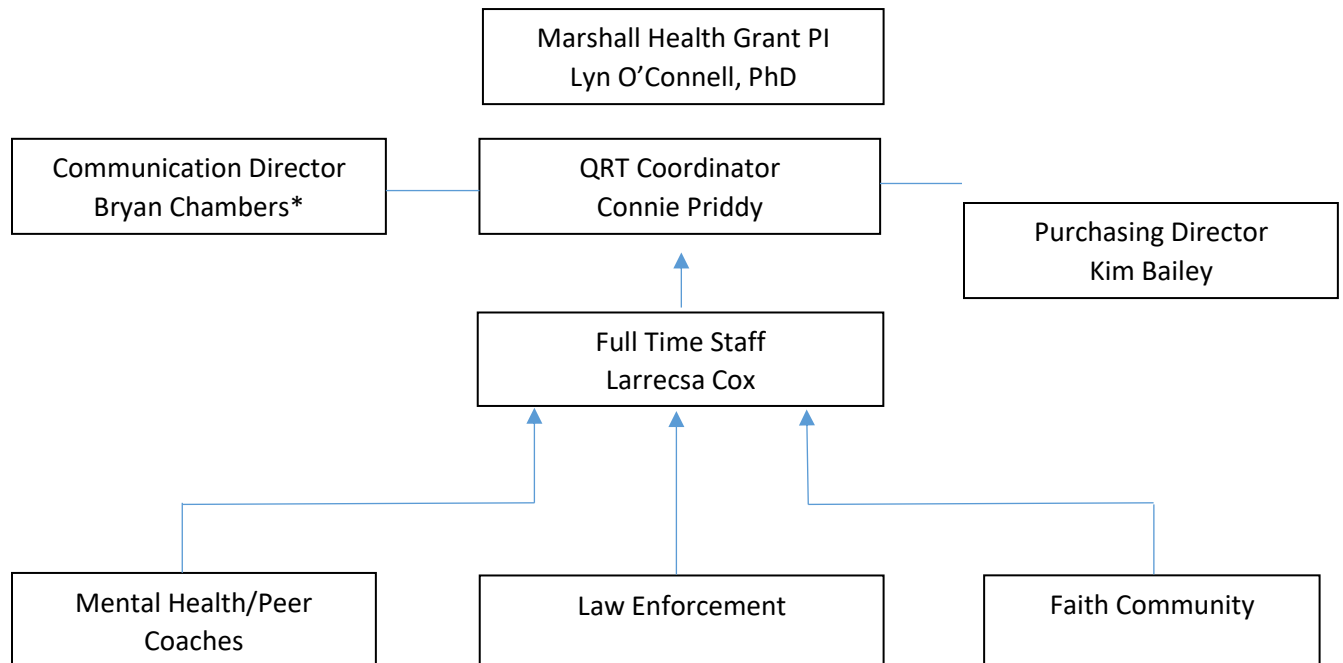 Marshall Health Grant PI
Lyn O’Connell, PhD
Communication Director
Bryan Chambers*
QRT Coordinator
Connie Priddy
Purchasing Director
Kim Bailey
Full Time Staff
Larrecsa Cox
Mental Health/Peer
Coaches
Law Enforcement
Faith Community